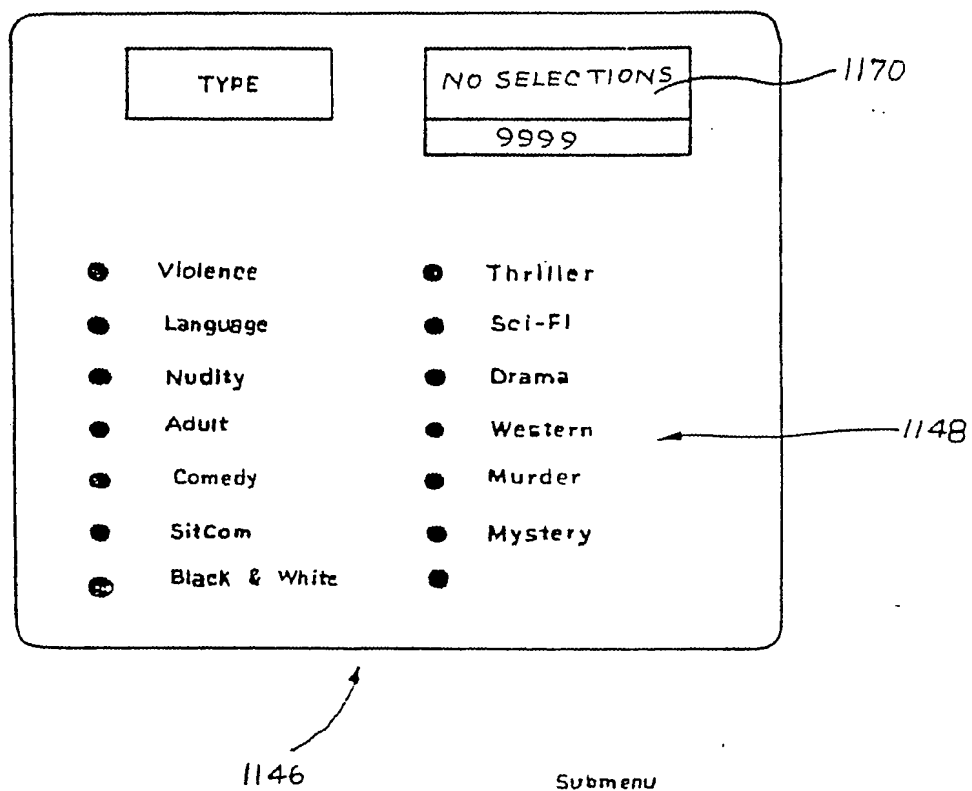 TYPE
NO SELECTIONS
1170
9999
Violence
Thriller
Language
Sci-FI
Nudity
Drama
Adult
Western
1148
Comedy
Murder
SitCom
Mystery
Black & White
1146
Submenu